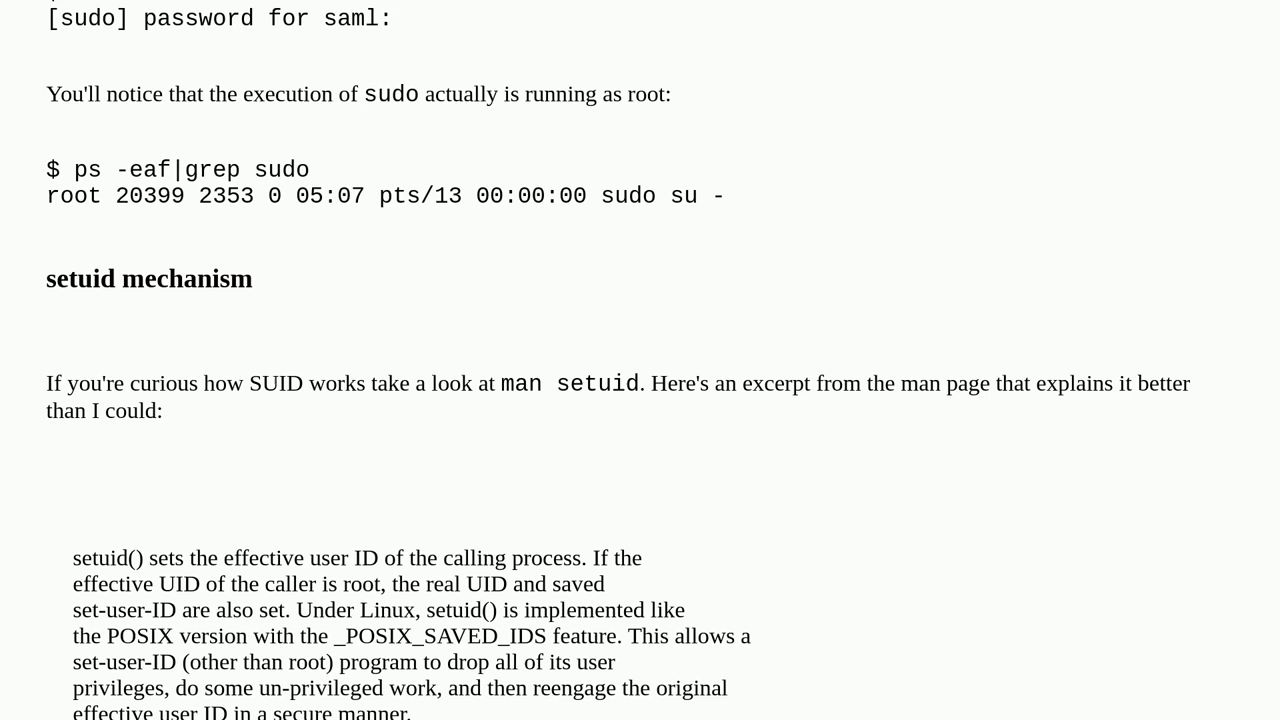 [sudo] password for saml:
You'll notice that the execution of sudo actually is running as root:
$ ps -eaf|grep sudo
root 20399 2353 0 05:07 pts/13 00:00:00 sudo su -
setuid mechanism
If you're curious how SUID works take a look at man setuid. Here's an excerpt from the man page that explains it better
than I could:
setuid() sets the effective user ID of the calling process. If the
effective UID of the caller is root, the real UID and saved
set-user-ID are also set. Under Linux, setuid() is implemented like
the POSIX version with the _POSIX_SAVED_IDS feature. This allows a
set-user-ID (other than root) program to drop all of its user
privileges, do some un-privileged work, and then reengage the original
effective user ID in a secure manner.